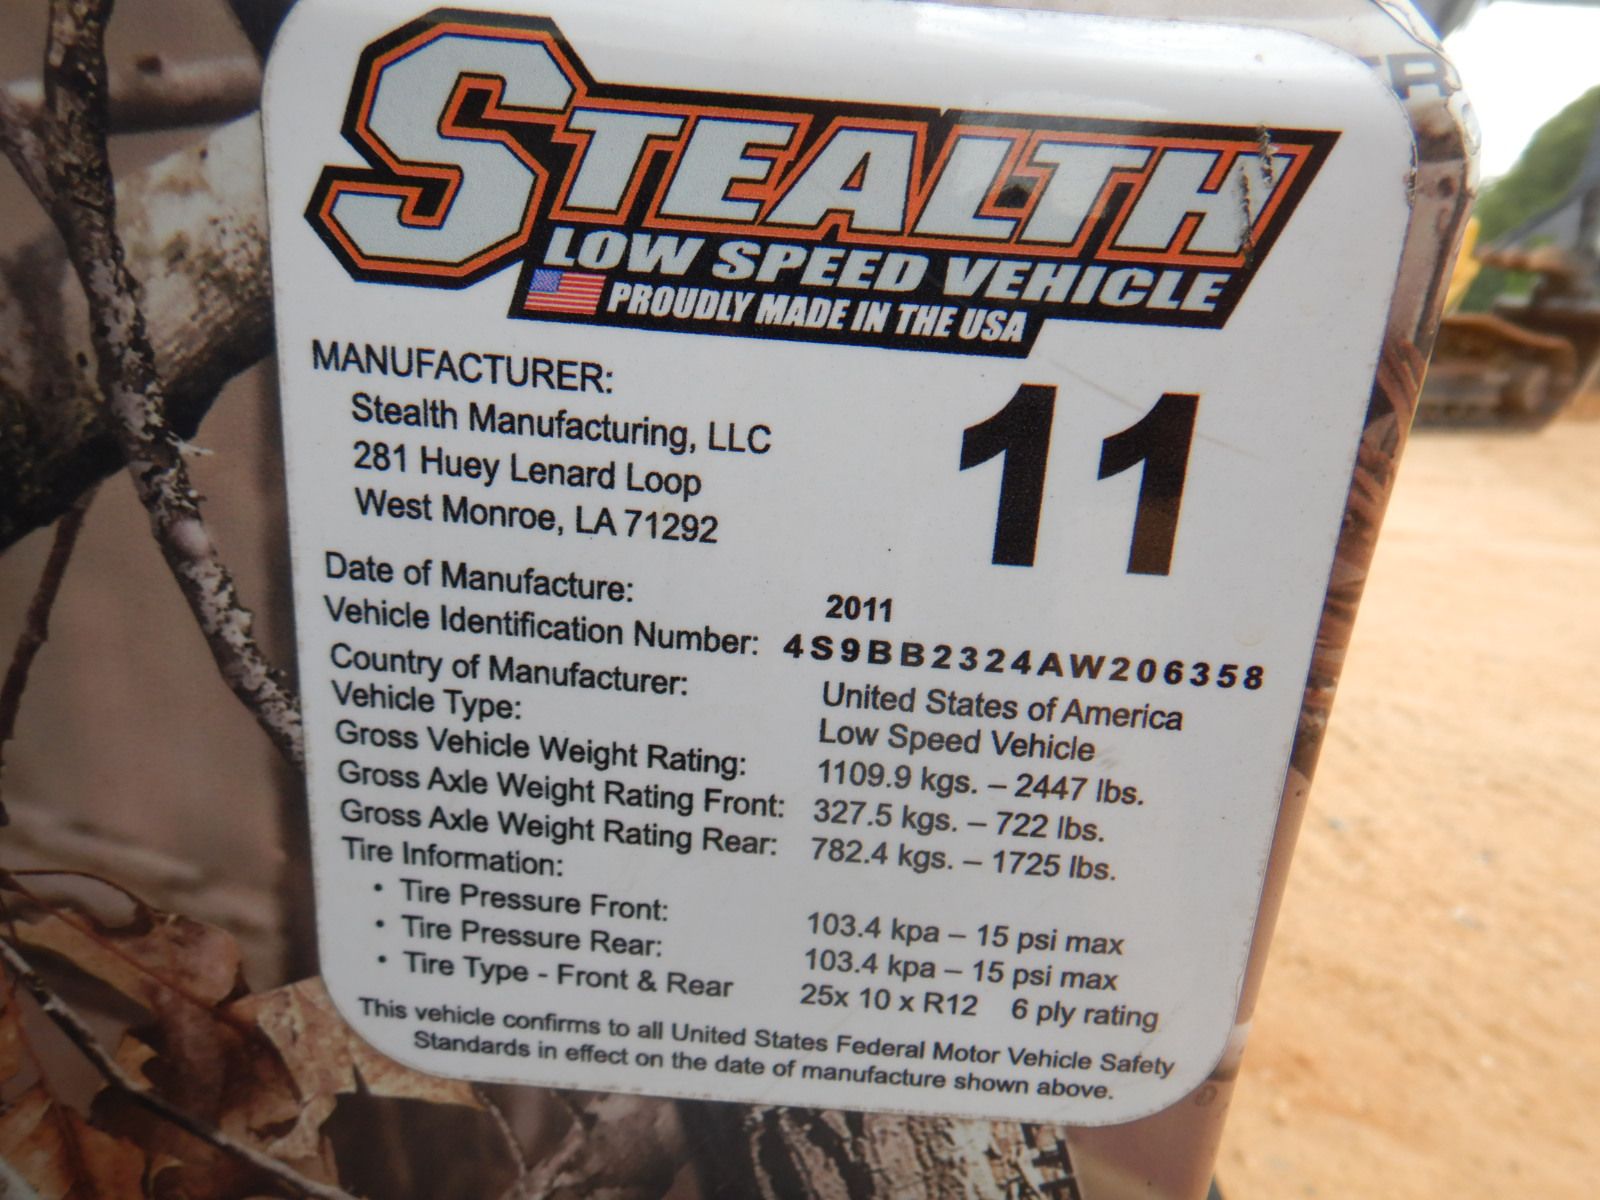 STEALTH
LOW SPEED VEHICLE
PROUDLY MADE IN THE USA
MANUFACTURER:
Stealth Manufacturing, LLC
281 Huey Lenard Loop
West Monroe, LA 71292
11
Date of Manufacture: 2011
Vehicle Identification Number: 4S9BB2324AW206358
Country of Manufacturer: United States of America
Vehicle Type: Low Speed Vehicle
Gross Vehicle Weight Rating: 1109.9 kgs. – 2447 lbs.
Gross Axle Weight Rating Front: 327.5 kgs. – 722 lbs.
Gross Axle Weight Rating Rear: 782.4 kgs. – 1725 lbs.
Tire Information:
• Tire Pressure Front: 103.4 kpa – 15 psi max
• Tire Pressure Rear: 103.4 kpa – 15 psi max
• Tire Type - Front & Rear 25x 10 x R12 6 ply rating
This vehicle confirms to all United States Federal Motor Vehicle Safety
Standards in effect on the date of manufacture shown above.